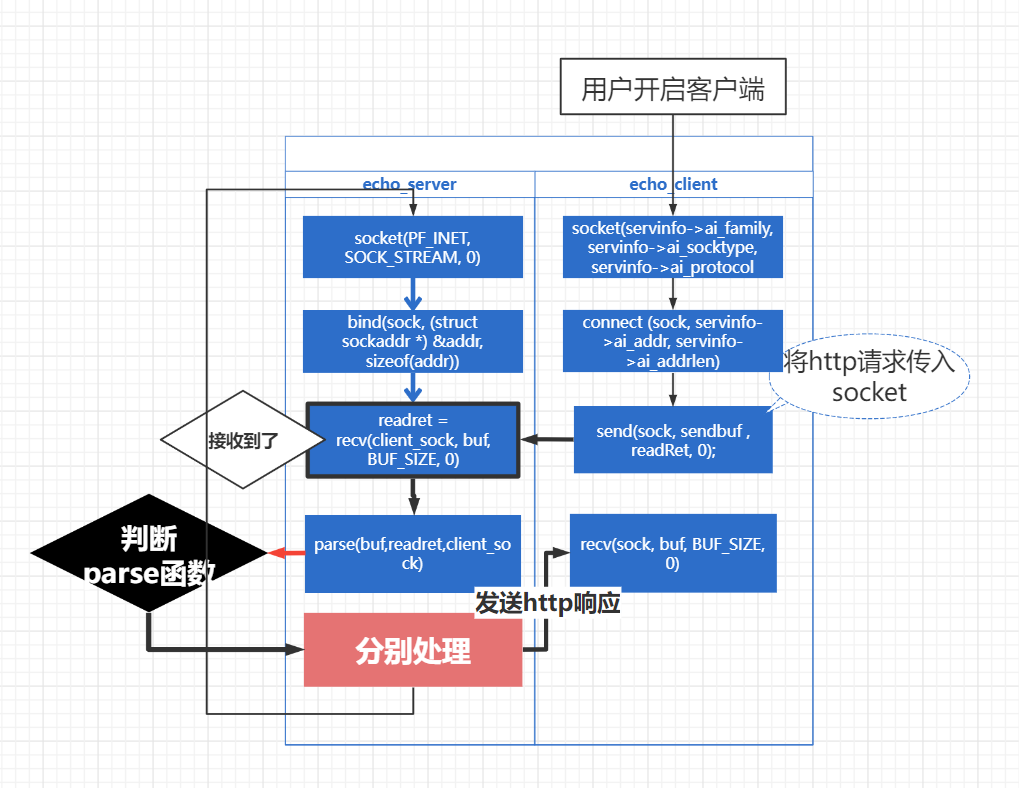 用户开启客户端
echo_server
echo_client
socket(PF_INET,
SOCK_STREAM, 0)
socket(servinfo->ai_family,
servinfo->ai_socktype,
servinfo->ai_protocol
bind(sock, (struct
sockaddr *) &addr,
sizeof(addr))
connect (sock, servinfo-
>ai_addr, servinfo-
>ai_addrlen)
将http请求传入
socket
接收到了
readret =
recv(client_sock, buf,
BUF_SIZE, 0)
send(sock, sendbuf ,
readRet, 0);
判断
parse函数
parse(buf,readret,client_so
ck)
recv(sock, buf, BUF_SIZE,
0)
发送http响应
分别处理